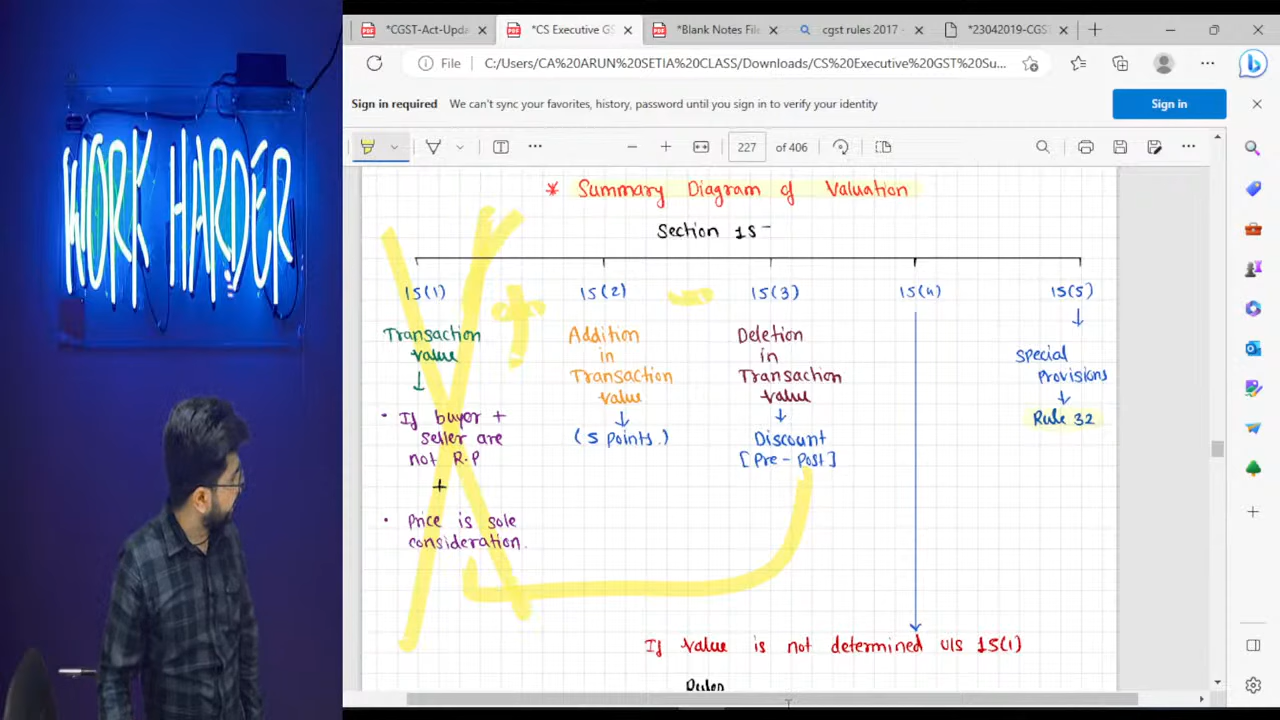 WORK HARDER
*CGST-Act-Upda
*CS Executive GS
*Blank Notes File
cgst rules 2017 -
*23042019-CGST
File
C:/Users/CA%20ARUN%20SETIA%20CLASS/Downloads/CS%20Executive%20GST%20Su...
Sign in required
We can't sync your favorites, history, password until you sign in to verify your identity
Sign in
227 of 406
* Summary Diagram of Valuation
Section 15 -
15(1)
Transaction
value
• If buyer +
seller are
not R.P
+
• Price is sole
consideration.
15(2)
Addition
in
Transaction
value
(5 Points.)
15(3)
Deletion
in
Transaction
value
Discount
[Pre - Post]
15(4)
15(5)
Special
Provisions
Rule 32
If value is not determined U/S 15(1)
Rules